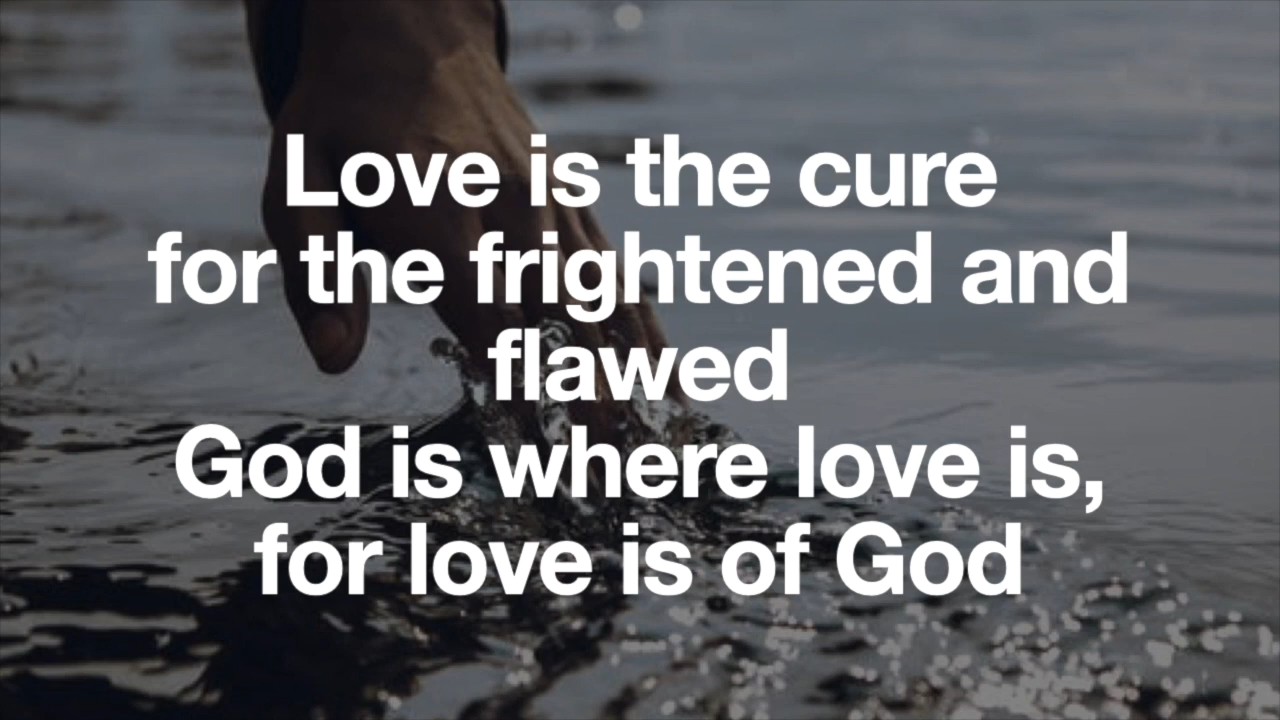 Love is the cure
for the frightened and
flawed
God is where love is,
for love is of God